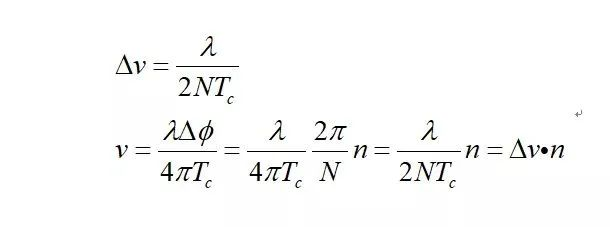 Δv = λ / 2NT_c
v = λΔϕ / 4πT_c = λ / 4πT_c 2π / N n = λ / 2NT_c n = Δv•n